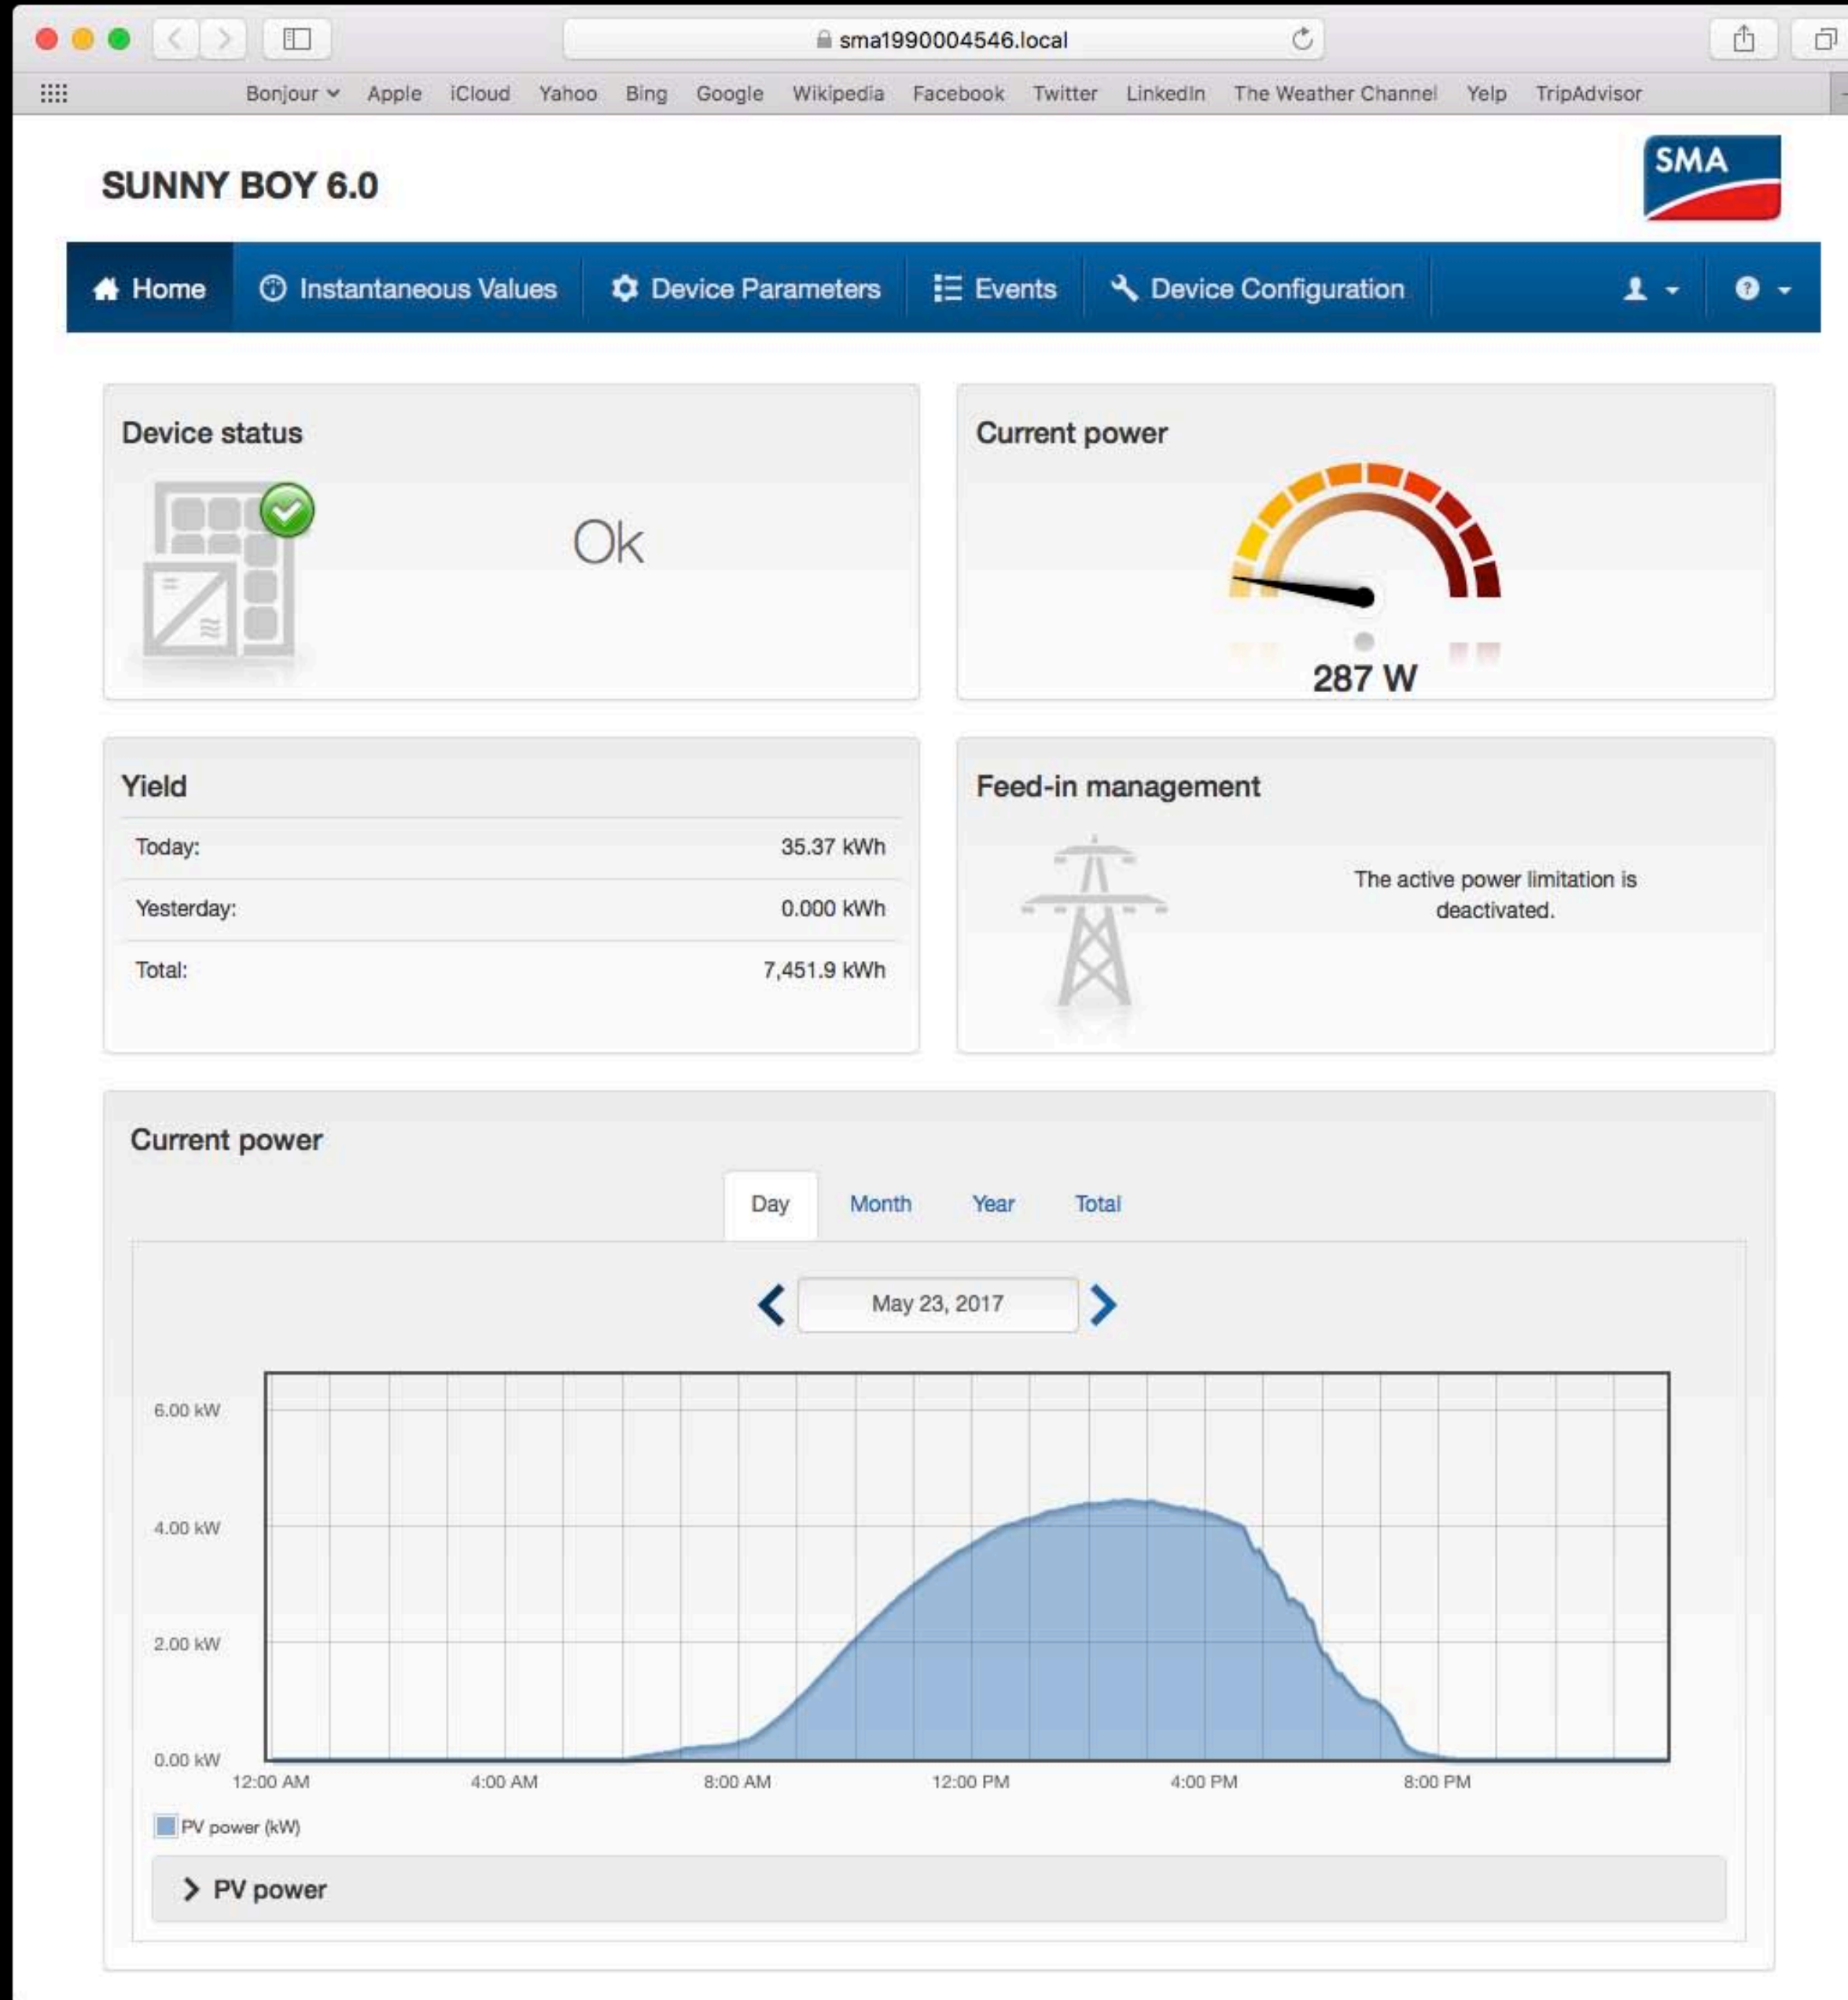 sma1990004546.local
Bonjour Apple iCloud Yahoo Bing Google Wikipedia Facebook Twitter LinkedIn The Weather Channel Yelp TripAdvisor
SUNNY BOY 6.0
SMA
Home Instantaneous Values Device Parameters Events Device Configuration
Device status
Ok
Current power
287 W
Yield
Today: 35.37 kWh
Yesterday: 0.000 kWh
Total: 7,451.9 kWh
Feed-in management
The active power limitation is
deactivated.
Current power
Day Month Year Total
May 23, 2017
6.00 kW
4.00 kW
2.00 kW
0.00 kW
12:00 AM 4:00 AM 8:00 AM 12:00 PM 4:00 PM 8:00 PM
PV power (kW)
PV power